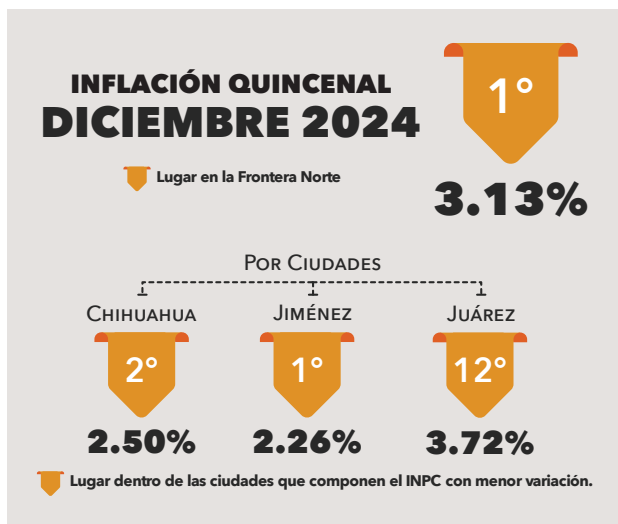 INFLACIÓN QUINCENAL
DICIEMBRE 2024
1°
Lugar en la Frontera Norte
3.13%
POR CIUDADES
CHIHUAHUA
JIMÉNEZ
JUÁREZ
2°
1°
12°
2.50%
2.26%
3.72%
Lugar dentro de las ciudades que componen el INPC con menor variación.